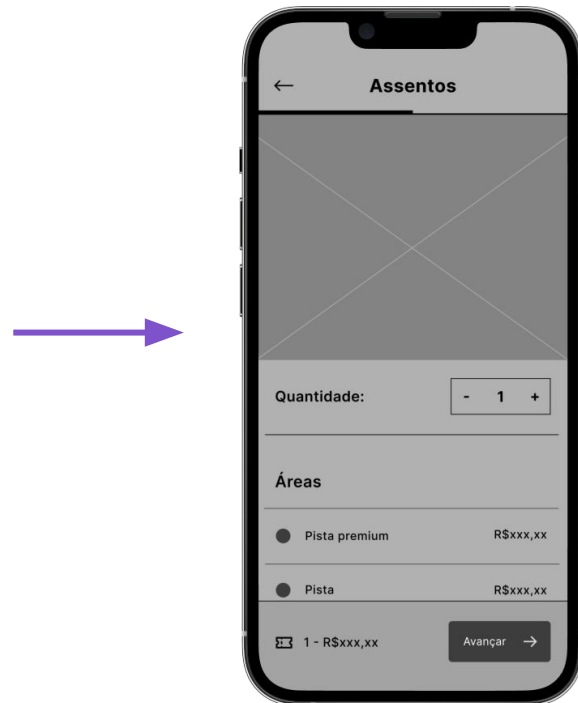 Assentos
Quantidade: - 1 +
Áreas
Pista premium R$xxx,xx
Pista R$xxx,xx
1 - R$xxx,xx Avançar